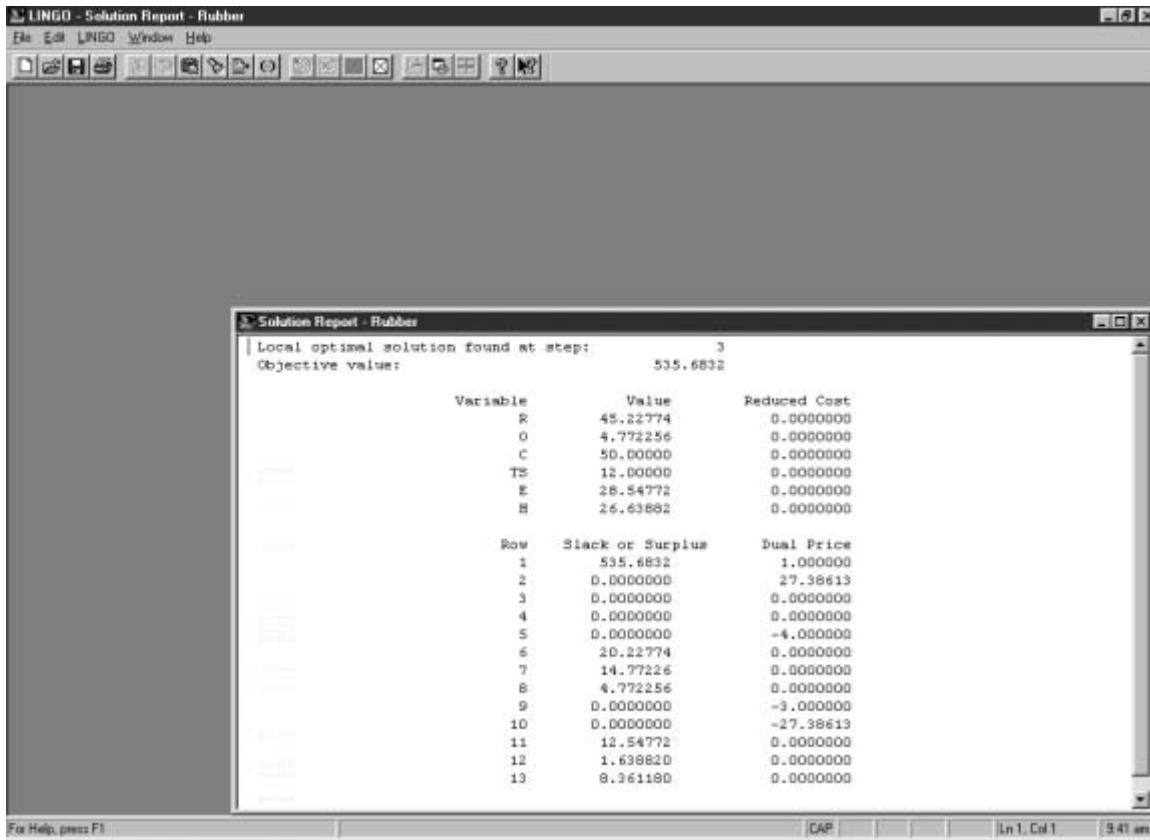 LINGO - Solution Report - Rubber
File Edit LINGO Window Help
Solution Report - Rubber
Local optimal solution found at step: 3
Objective value: 535.6832
Variable Value Reduced Cost
R 45.22774 0.0000000
O 4.772256 0.0000000
C 50.00000 0.0000000
TS 12.00000 0.0000000
E 28.54772 0.0000000
H 26.63882 0.0000000
Row Slack or Surplus Dual Price
1 535.6832 1.000000
2 0.0000000 27.38613
3 0.0000000 0.0000000
4 0.0000000 0.0000000
5 0.0000000 -4.000000
6 20.22774 0.0000000
7 14.77226 0.0000000
8 4.772256 0.0000000
9 0.0000000 -3.000000
10 0.0000000 -27.38613
11 12.54772 0.0000000
12 1.638820 0.0000000
13 8.361180 0.0000000
For Help, press F1 CAP Ln 1, Col 1 9:41 am